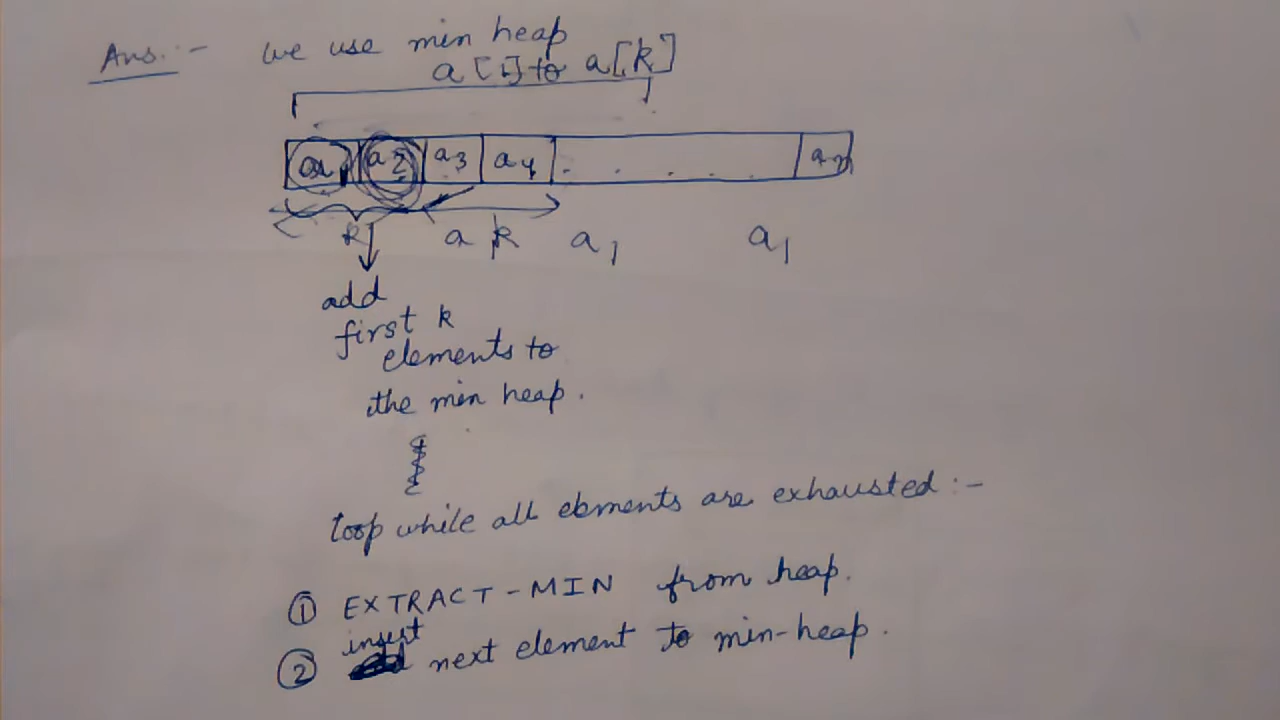 Ans. :- we use min heap
a[1] to a[k]
a1 a2 a3 a4 . . . . . an
k a k a1 a1
add
first k
elements to
the min heap.
loop while all elements are exhausted :-
① EXTRACT-MIN from heap.
insert
② next element to min-heap.